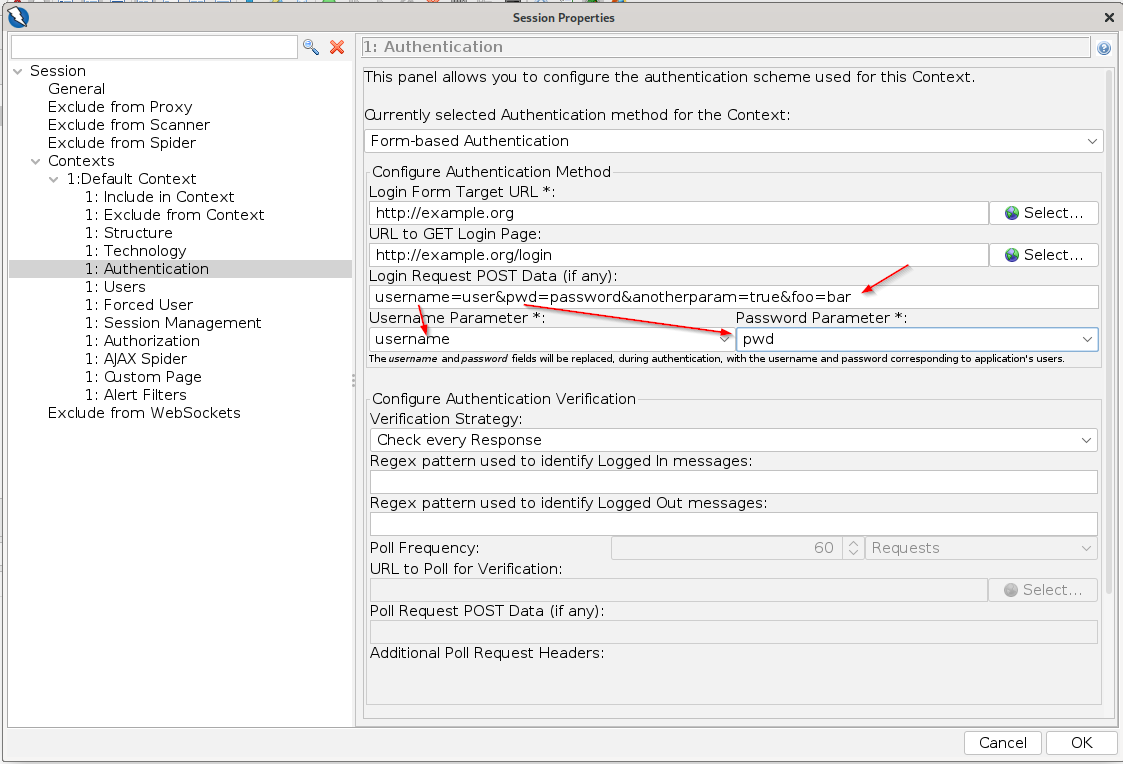 Session Properties
1: Authentication
Session
General
Exclude from Proxy
Exclude from Scanner
Exclude from Spider
Contexts
1:Default Context
1: Include in Context
1: Exclude from Context
1: Structure
1: Technology
1: Authentication
1: Users
1: Forced User
1: Session Management
1: Authorization
1: AJAX Spider
1: Custom Page
1: Alert Filters
Exclude from WebSockets
This panel allows you to configure the authentication scheme used for this Context.
Currently selected Authentication method for the Context:
Form-based Authentication
Configure Authentication Method
Login Form Target URL *:
http://example.org Select...
URL to GET Login Page:
http://example.org/login Select...
Login Request POST Data (if any):
username=user&pwd=password&anotherparam=true&foo=bar
Username Parameter *: Password Parameter *:
username pwd
The username and password fields will be replaced, during authentication, with the username and password corresponding to application's users.
Configure Authentication Verification
Verification Strategy:
Check every Response
Regex pattern used to identify Logged In messages:
Regex pattern used to identify Logged Out messages:
Poll Frequency: 60 Requests
URL to Poll for Verification:
Select...
Poll Request POST Data (if any):
Additional Poll Request Headers:
Cancel OK